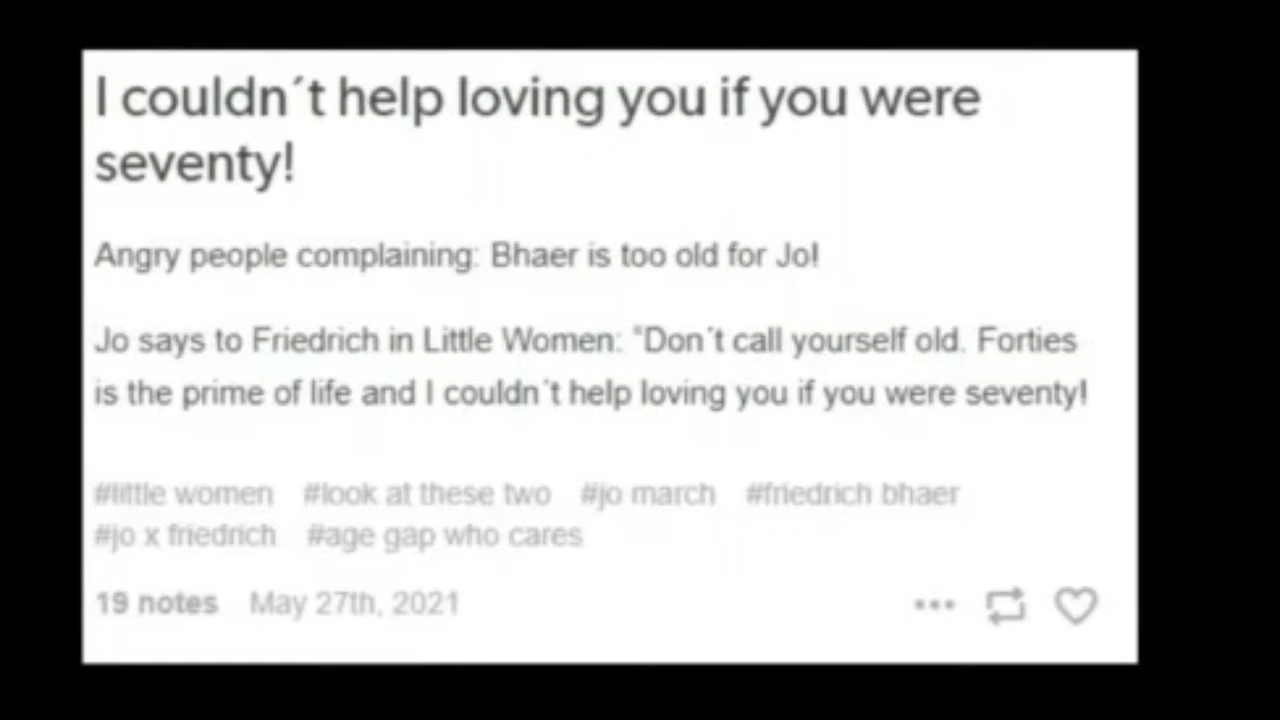 I couldn´t help loving you if you were
seventy!
Angry people complaining: Bhaer is too old for Jo!
Jo says to Friedrich in Little Women: “Don´t call yourself old. Forties
is the prime of life and I couldn´t help loving you if you were seventy!
#little women #look at these two #jo march #friedrich bhaer
#jo x friedrich #age gap who cares
19 notes May 27th, 2021